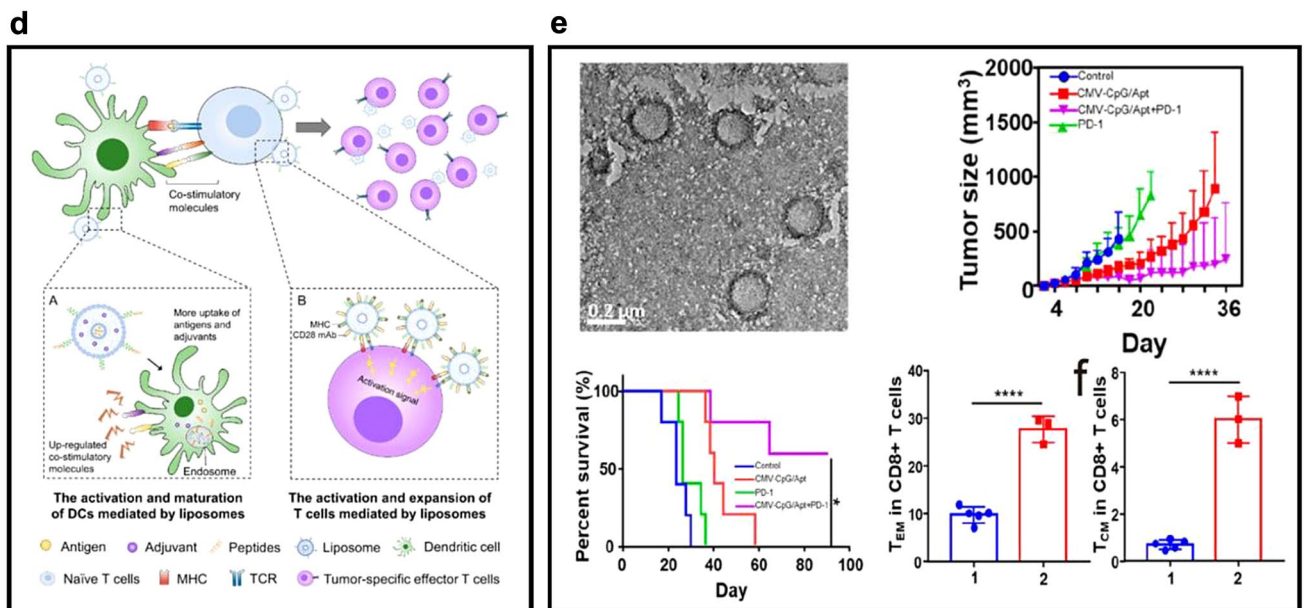 d
Co-stimulatory
molecules
A
More uptake of
antigens and
adjuvants
Up-regulated
co-stimulatory
molecules
Endosome
B
MHC
CD28 mAb
Activation signal
The activation and maturation
of DCs mediated by liposomes
The activation and expansion of
T cells mediated by liposomes
Antigen
Adjuvant
Peptides
Liposome
Dendritic cell
Naïve T cells
MHC
TCR
Tumor-specific effector T cells
e
0.2 μm
Tumor size (mm³)
2000
1500
1000
500
0
Control
CMV-CpG/Apt
CMV-CpG/Apt+PD-1
PD-1
4
20
36
Day
Percent survival (%)
100
50
0
Control
CMV-CpG/Apt
PD-1
CMV-CpG/Apt+PD-1
*
0
20
40
60
80
100
Day
TEM in CD8+ T cells
40
30
20
10
0
****
1
2
f
TCM in CD8+ T cells
8
6
4
2
0
****
1
2